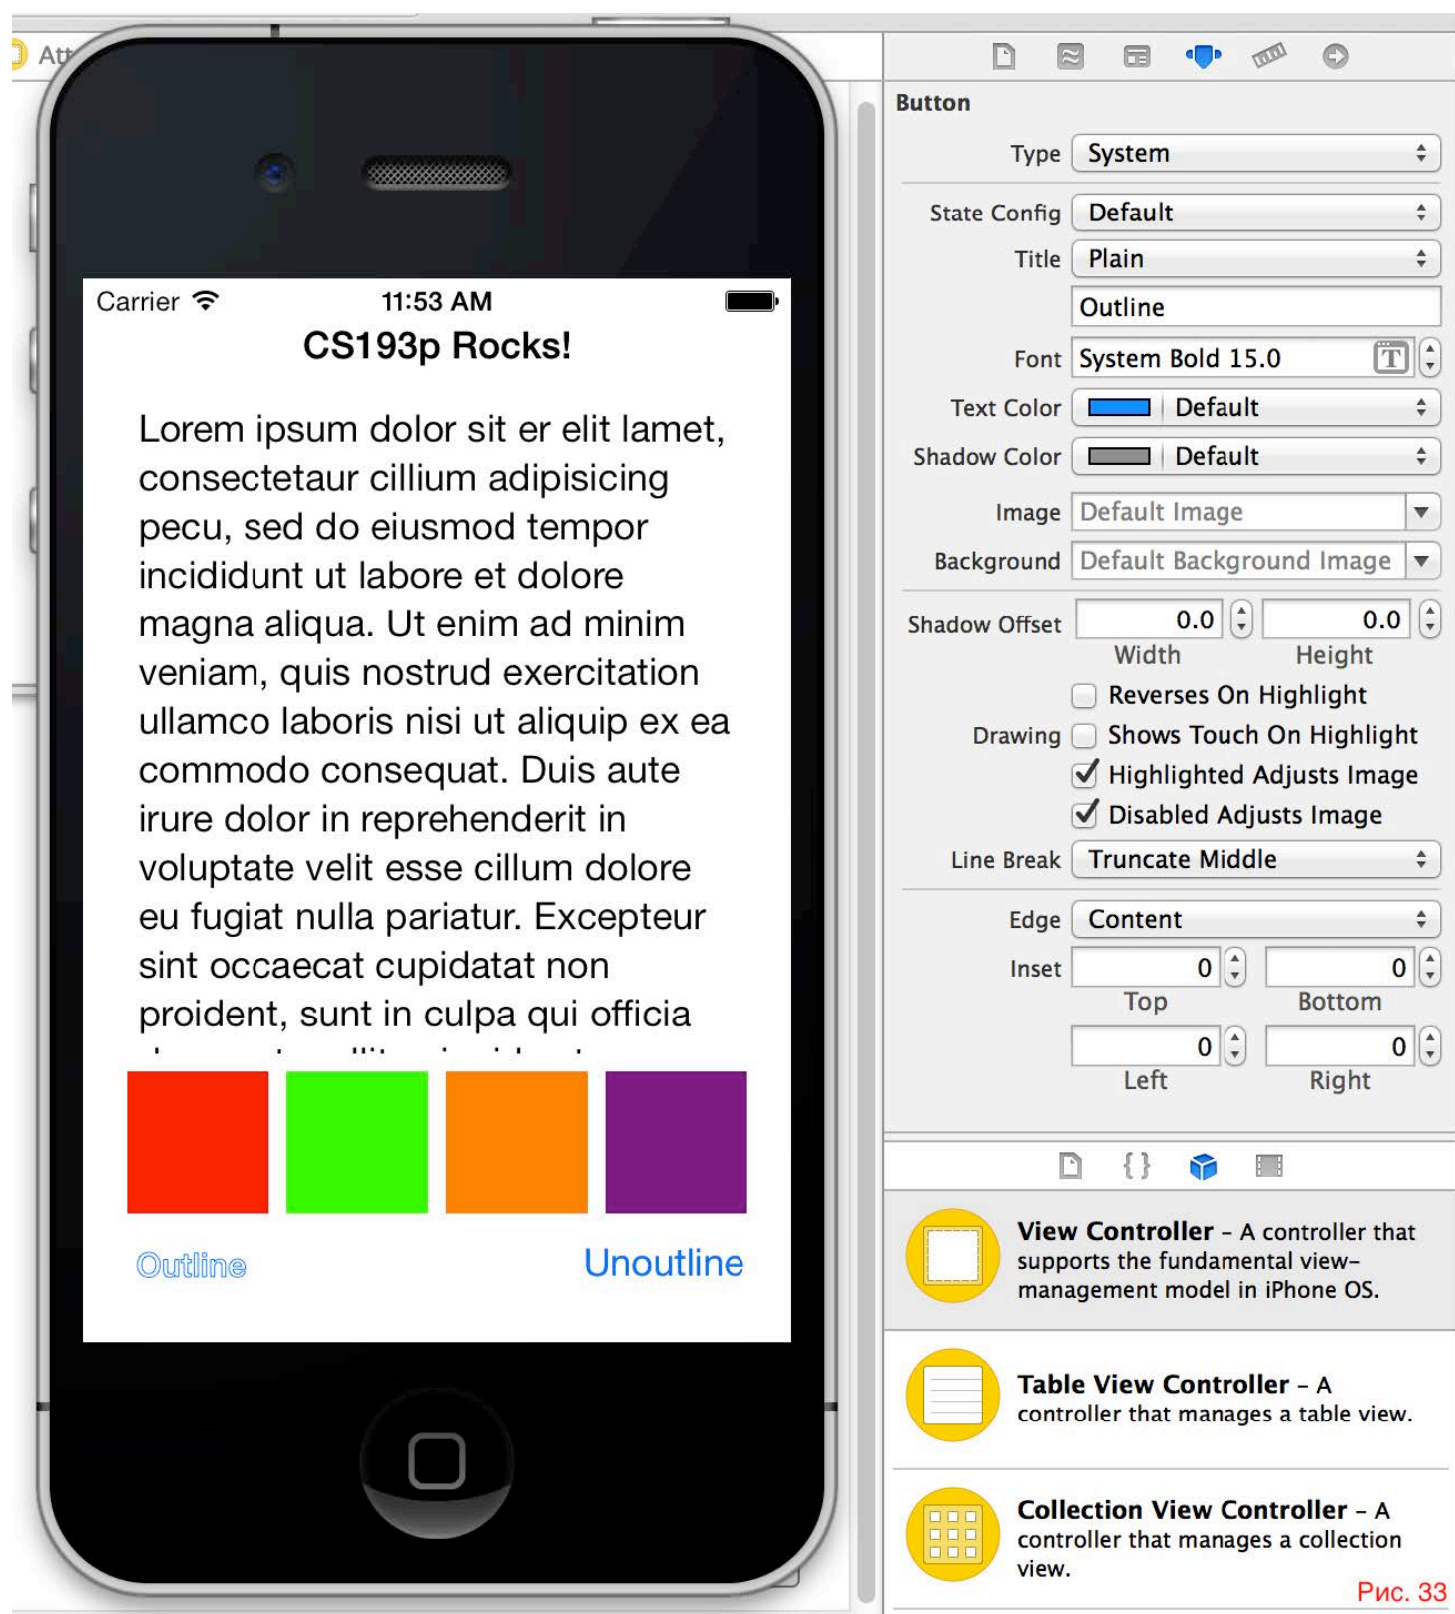 Att
Carrier 11:53 AM
CS193p Rocks!
Lorem ipsum dolor sit er elit lamet,
consectetaur cillium adipisicing
pecu, sed do eiusmod tempor
incididunt ut labore et dolore
magna aliqua. Ut enim ad minim
veniam, quis nostrud exercitation
ullamco laboris nisi ut aliquip ex ea
commodo consequat. Duis aute
irure dolor in reprehenderit in
voluptate velit esse cillum dolore
eu fugiat nulla pariatur. Excepteur
sint occaecat cupidatat non
proident, sunt in culpa qui officia
Outline Unoutline
Button
Type System
State Config Default
Title Plain
Outline
Font System Bold 15.0 T
Text Color Default
Shadow Color Default
Image Default Image
Background Default Background Image
Shadow Offset 0.0 0.0
Width Height
Reverses On Highlight
Drawing Shows Touch On Highlight
Highlighted Adjusts Image
Disabled Adjusts Image
Line Break Truncate Middle
Edge Content
Inset 0 0
Top Bottom
0 0
Left Right
{ }
View Controller – A controller that
supports the fundamental view-
management model in iPhone OS.
Table View Controller – A
controller that manages a table view.
Collection View Controller – A
controller that manages a collection
view.
Рис. 33